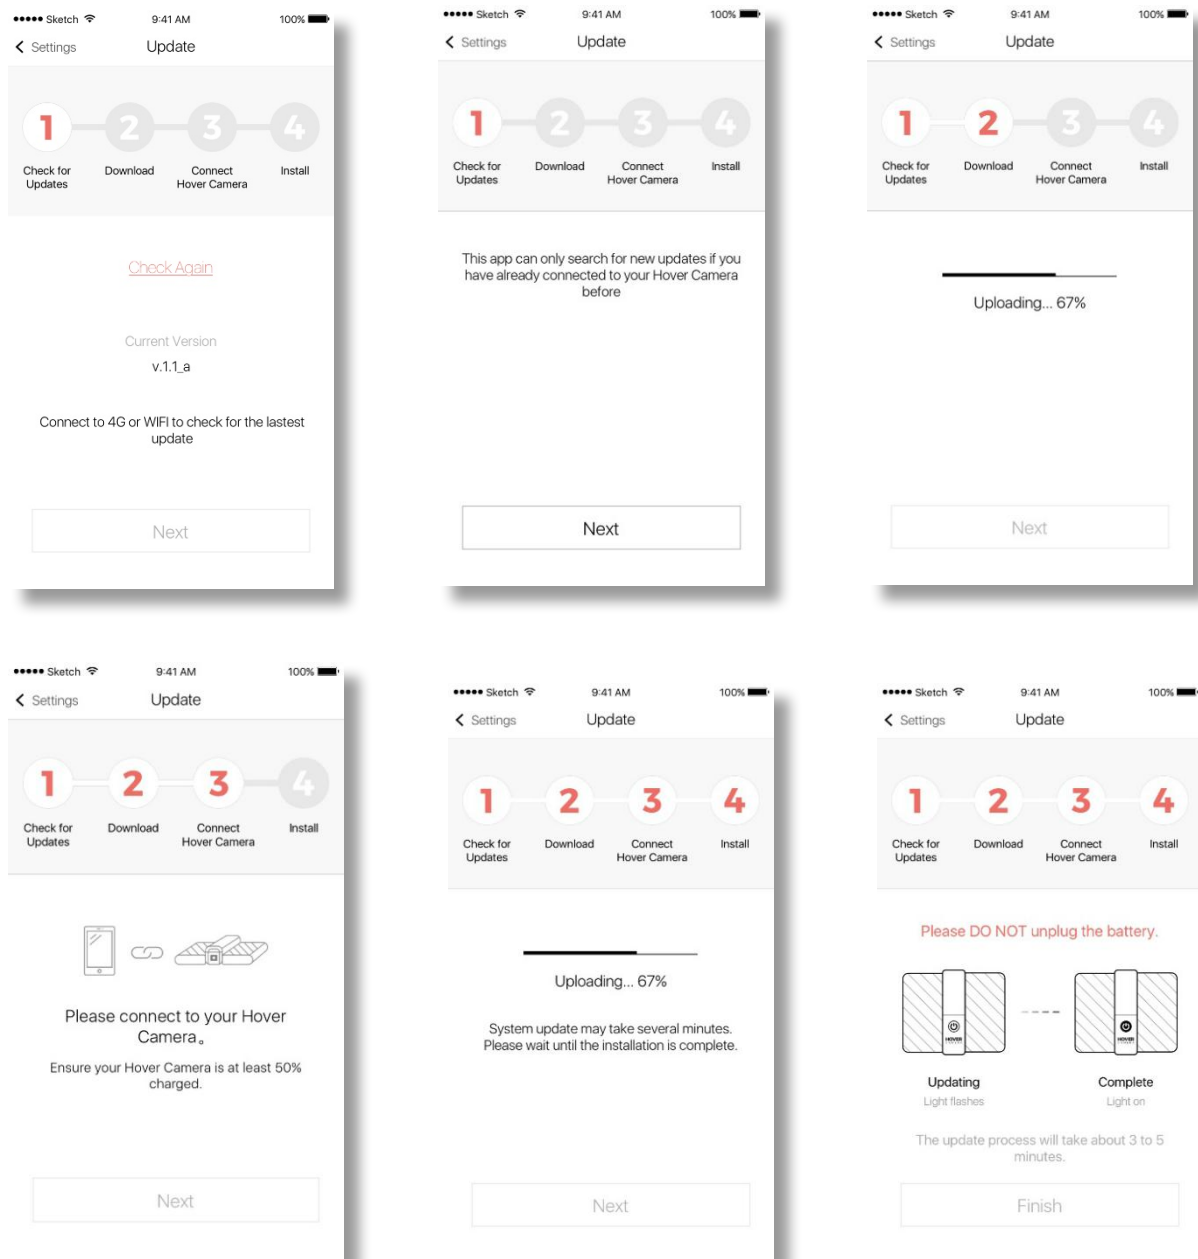 Sketch 9:41 AM 100%
Settings Update
1 2 3 4
Check for Updates Download Connect Hover Camera Install
Check Again
Current Version
v.1.1_a
Connect to 4G or WIFI to check for the lastest
update
Next
Sketch 9:41 AM 100%
Settings Update
1 2 3 4
Check for Updates Download Connect Hover Camera Install
This app can only search for new updates if you
have already connected to your Hover Camera
before
Next
Sketch 9:41 AM 100%
Settings Update
1 2 3 4
Check for Updates Download Connect Hover Camera Install
Uploading... 67%
Next
Sketch 9:41 AM 100%
Settings Update
1 2 3 4
Check for Updates Download Connect Hover Camera Install
Please connect to your Hover
Camera。
Ensure your Hover Camera is at least 50%
charged.
Next
Sketch 9:41 AM 100%
Settings Update
1 2 3 4
Check for Updates Download Connect Hover Camera Install
Uploading... 67%
System update may take several minutes.
Please wait until the installation is complete.
Next
Sketch 9:41 AM 100%
Settings Update
1 2 3 4
Check for Updates Download Connect Hover Camera Install
Please DO NOT unplug the battery.
HOVER HOVER
Updating Complete
Light flashes Light on
The update process will take about 3 to 5
minutes.
Finish